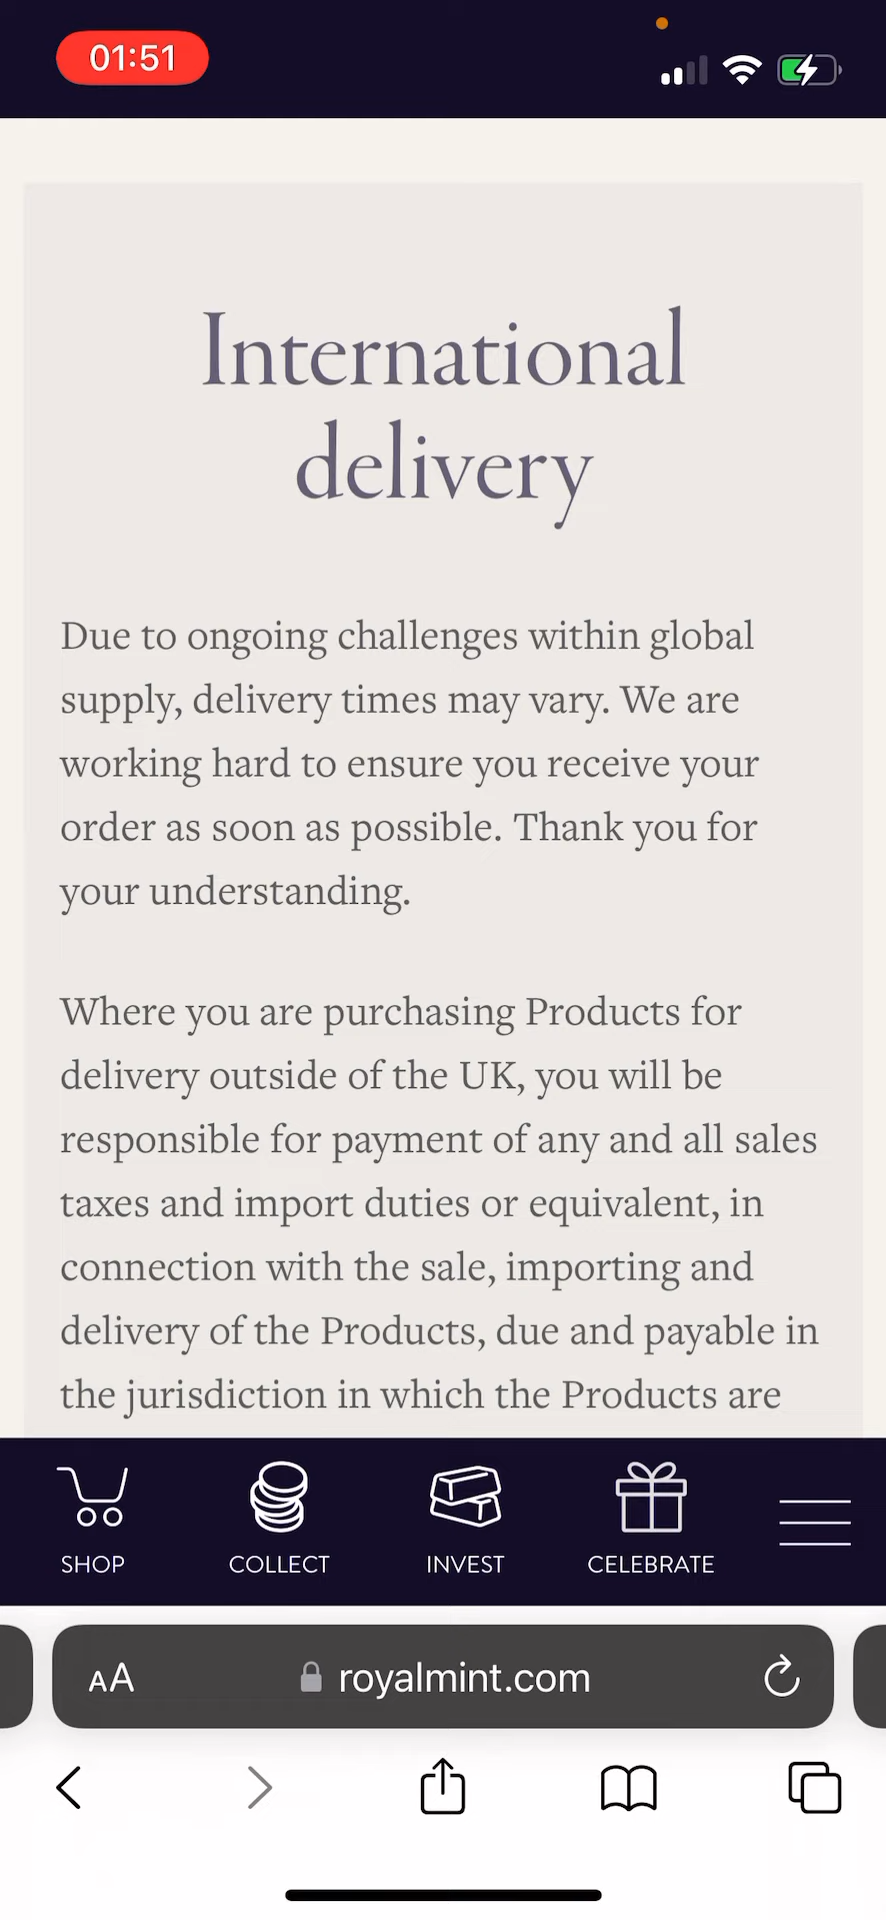 01:51
International
delivery
Due to ongoing challenges within global
supply, delivery times may vary. We are
working hard to ensure you receive your
order as soon as possible. Thank you for
your understanding.
Where you are purchasing Products for
delivery outside of the UK, you will be
responsible for payment of any and all sales
taxes and import duties or equivalent, in
connection with the sale, importing and
delivery of the Products, due and payable in
the jurisdiction in which the Products are
SHOP COLLECT INVEST CELEBRATE
AA royalmint.com